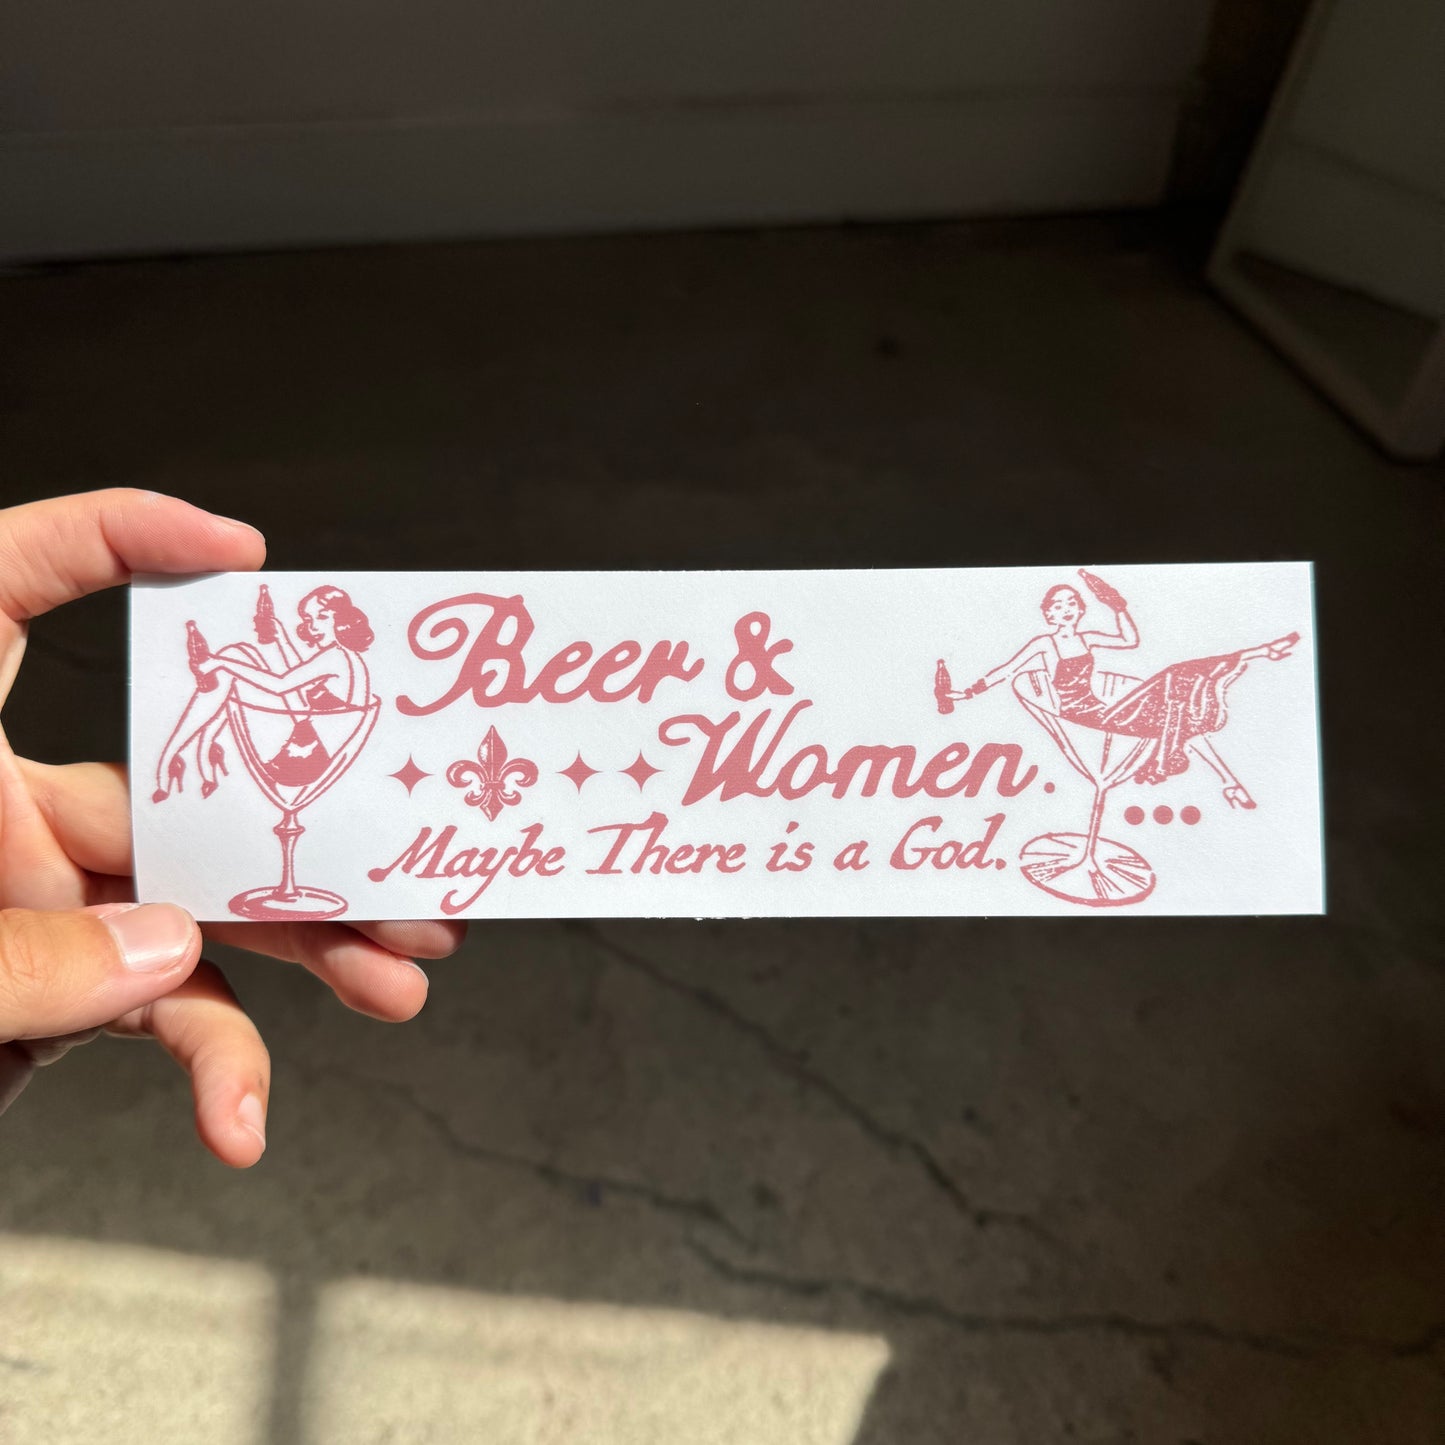 Beer &
Women.
Maybe There is a God.